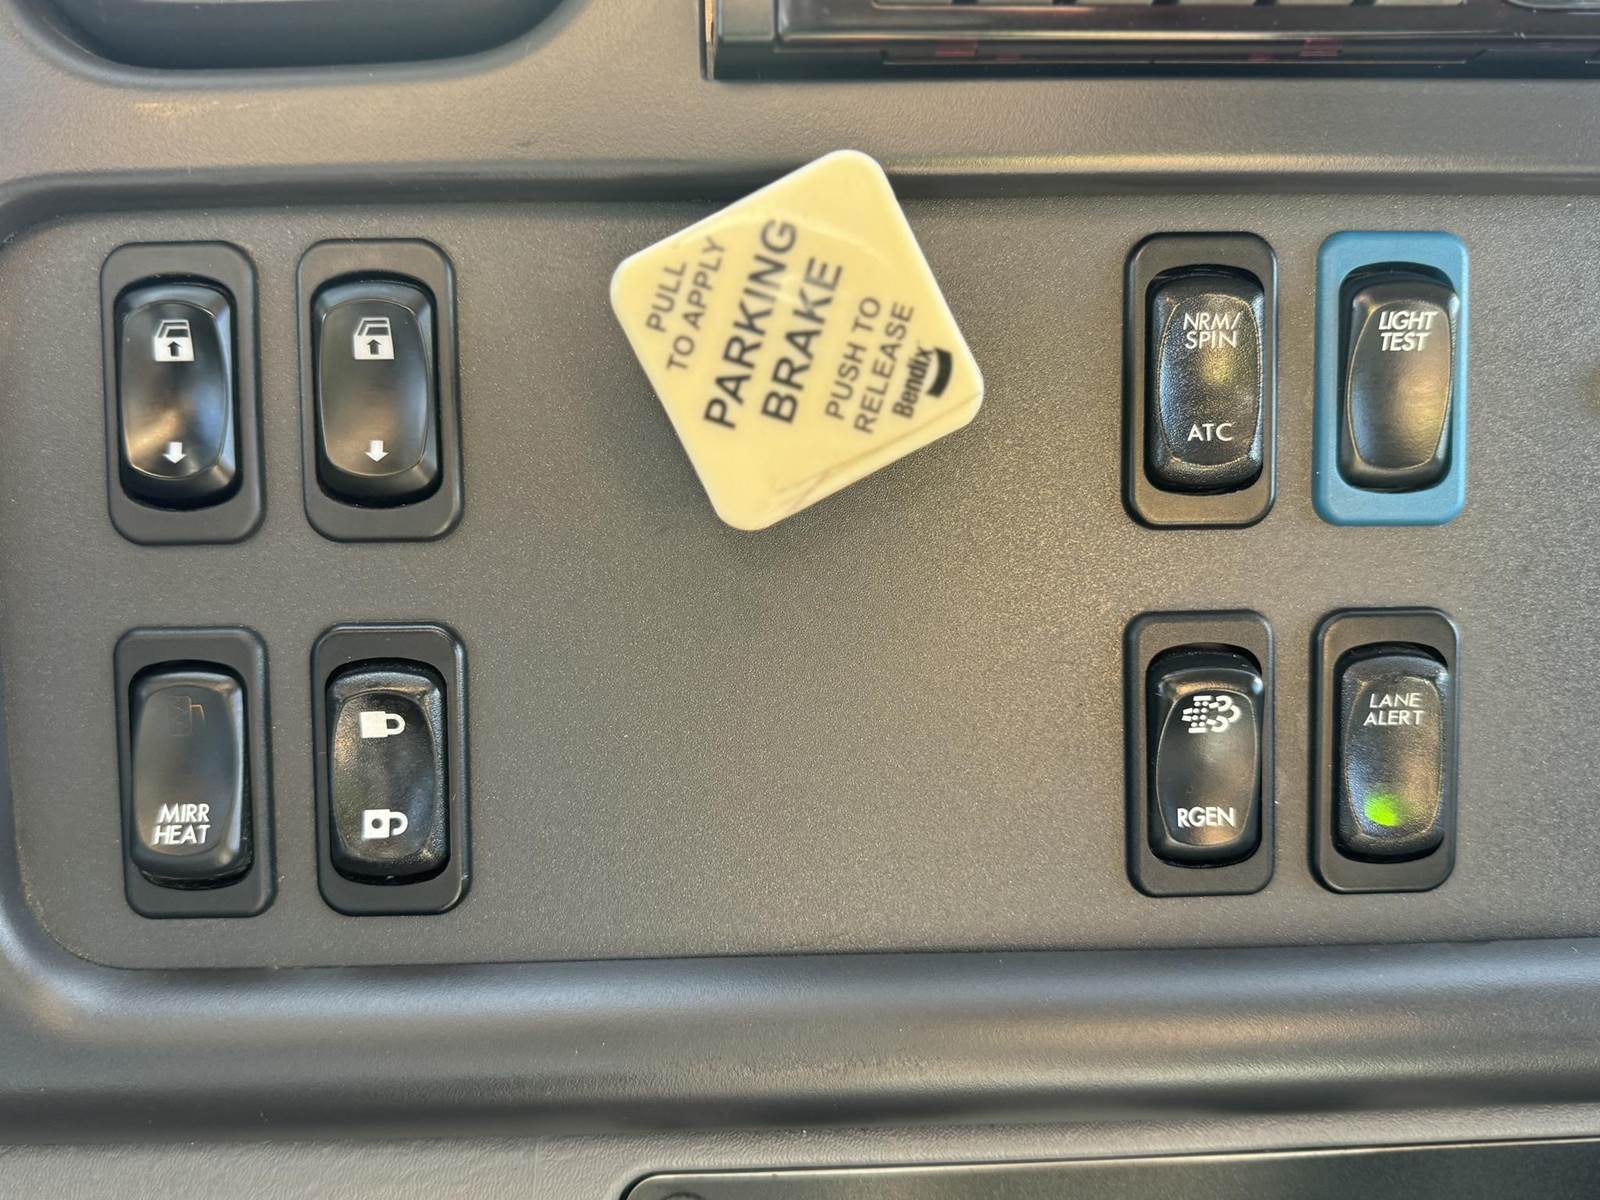 PULL
TO APPLY
PARKING
BRAKE
PUSH TO
RELEASE
Bendix
NRM/
SPIN
ATC
LIGHT
TEST
MIRR
HEAT
RGEN
LANE
ALERT